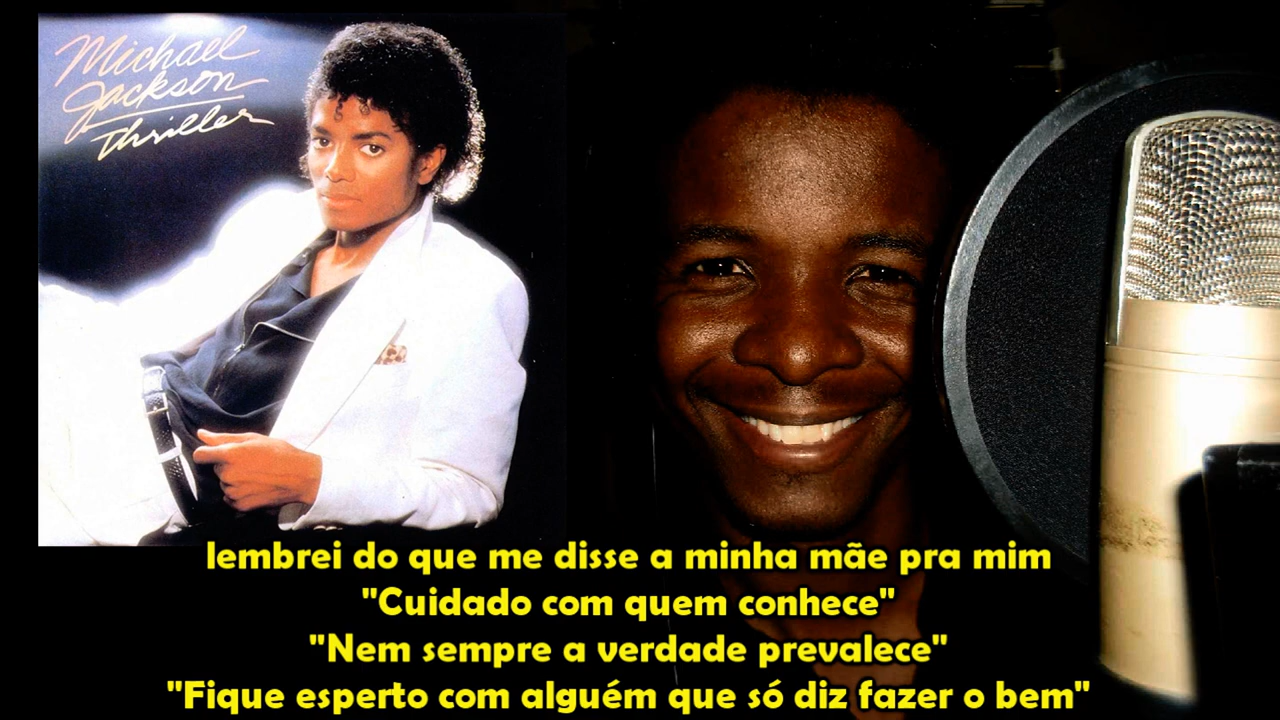 Michael
Jackson
Thriller
lembrei do que me disse a minha mãe pra mim
"Cuidado com quem conhece"
"Nem sempre a verdade prevalece"
"Fique esperto com alguém que só diz fazer o bem"